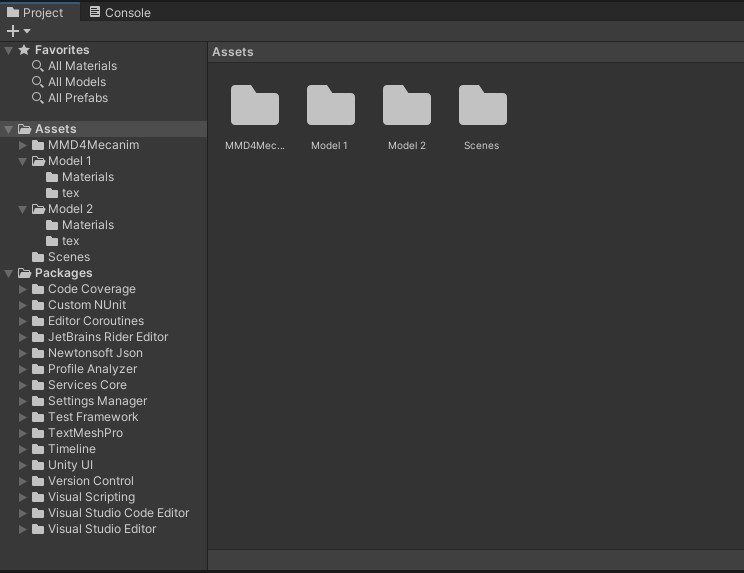 Project
Console
Favorites
All Materials
All Models
All Prefabs
Assets
MMD4Mecanim
Model 1
Materials
tex
Model 2
Materials
tex
Scenes
Packages
Code Coverage
Custom NUnit
Editor Coroutines
JetBrains Rider Editor
Newtonsoft Json
Profile Analyzer
Services Core
Settings Manager
Test Framework
TextMeshPro
Timeline
Unity UI
Version Control
Visual Scripting
Visual Studio Code Editor
Visual Studio Editor
Assets
MMD4Mec...
Model 1
Model 2
Scenes